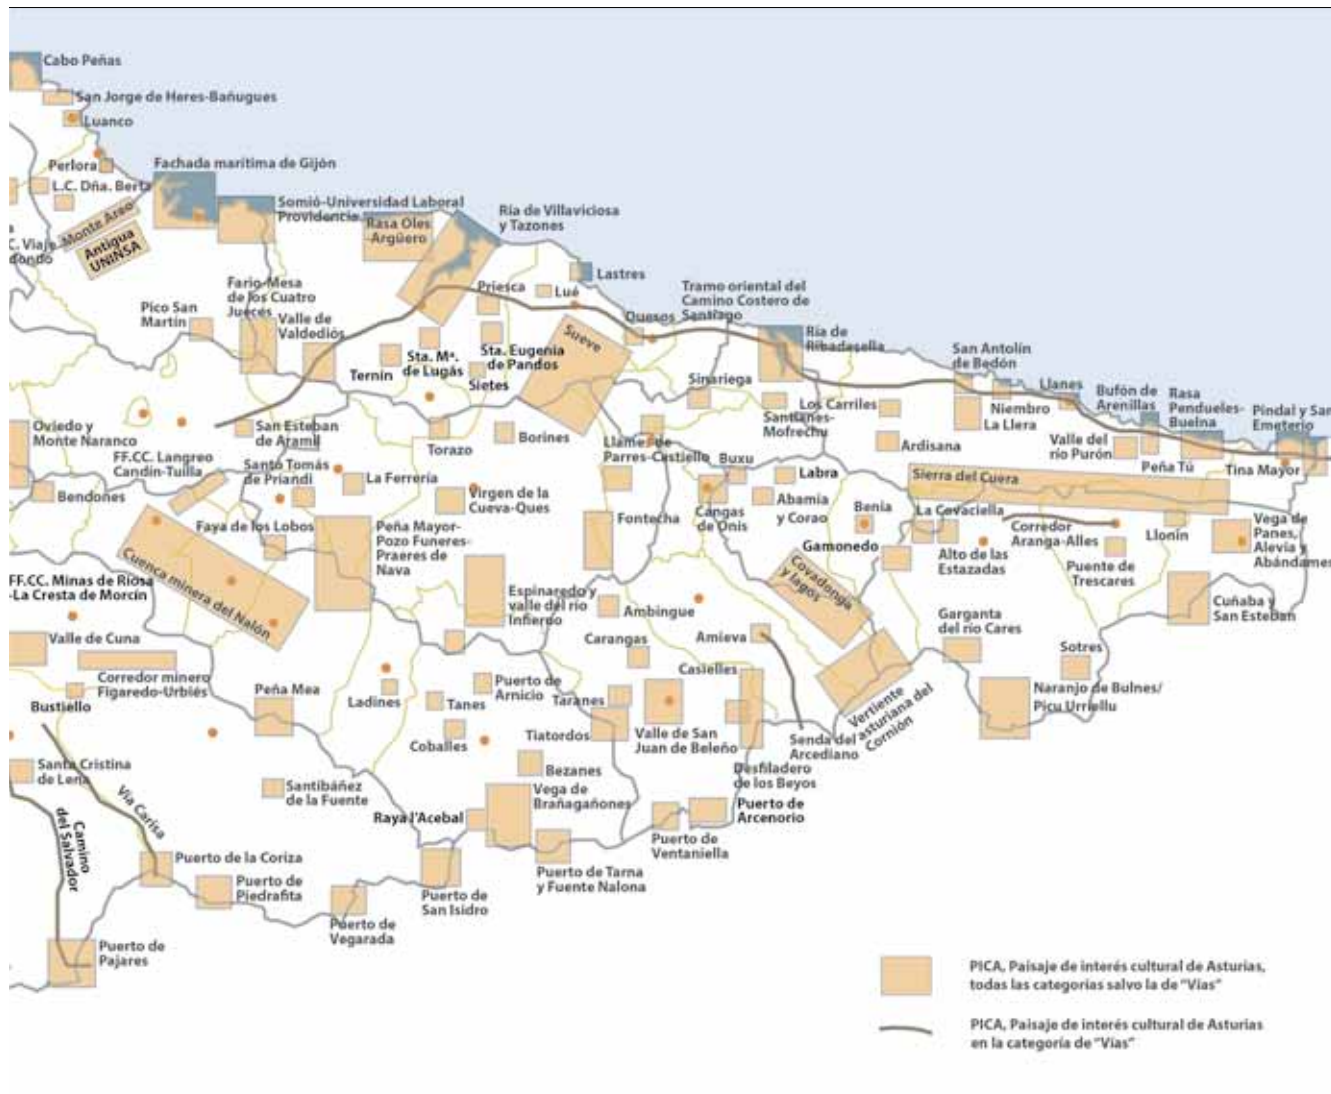 Cabo Peñas
San Jorge de Heres-Bañugues
Luanco
Perlora
Fachada marítima de Gijón
L.C. Dña. Berta
Somió-Universidad Laboral
Providencia
Monte Areo
Antigua
UNINSA
C. Viaje
Rasa Oles
-Argüero
Ría de Villaviciosa
y Tazones
Lastres
Priesca
Lué
Fario-Mesa
de los Cuatro
Jueces
Pico San
Martín
Valle de
Valdediós
Tramo oriental del
Camino Costero de
Santiago
Quesos
Sueve
Ría de
Ribadesella
Ternín
Sta. Mª.
de Lugás
Sta. Eugenia
de Pandos
Sietes
San Antolín
de Bedón
Llanes
Bufón de
Arenillas
Rasa
Pendueles-
Buelna
Pindal y San
Emeterio
Sinariega
Los Carriles
Santianes-
Mofrechu
Niembro
La Llera
Oviedo y
Monte Naranco
San Esteban
de Aramil
Torazo
Borines
Llames de
Parres-Cestiello
Ardisana
Valle del
río Purón
Peña Tú
Tina Mayor
FF.CC. Langreo
Candín-Tuilla
Santo Tomás
de Priandi
La Ferrería
Buxu
Labra
Sierra del Cuera
Bendones
Virgen de la
Cueva-Ques
Cangas
de Onís
Abamia
y Corao
Benia
La Covaciella
Faya de los Lobos
Peña Mayor-
Pozo Funeres-
Praeres de
Nava
Fontecha
Gamonedo
Alto de las
Estazadas
Corredor
Aranga-Alles
Llonín
Vega de
Panes,
Alevia y
Abándames
Cuenca minera del Nalón
Covadonga
y lagos
Puente de
Trescares
FF.CC. Minas de Riosa
-La Cresta de Morcín
Espinaredo y
valle del río
Infierno
Ambingue
Cuñaba y
San Esteban
Valle de Cuna
Carangas
Amieva
Garganta
del río Cares
Sotres
Corredor minero
Figaredo-Urbiés
Bustiello
Peña Mea
Ladines
Tanes
Puerto de
Arnicio
Taranes
Casielles
Naranjo de Bulnes/
Picu Urriellu
Coballes
Tiatordos
Valle de San
Juan de Beleño
Vertiente
asturiana del
Cornión
Senda del
Arcediano
Santa Cristina
de Lena
Vía Carisa
Santibáñez
de la Fuente
Bezanes
Desfiladero
de los Beyos
Camino
del Salvador
Raya l'Acebal
Vega de
Brañagañones
Puerto de
Arcenorio
Puerto de
Ventaniella
Puerto de la Coriza
Puerto de
Piedrafita
Puerto de Tarna
y Fuente Nalona
Puerto de
San Isidro
Puerto de
Vegarada
Puerto de
Pajares
PICA, Paisaje de interés cultural de Asturias,
todas las categorías salvo la de "Vías"
PICA, Paisaje de interés cultural de Asturias
en la categoría de "Vías"